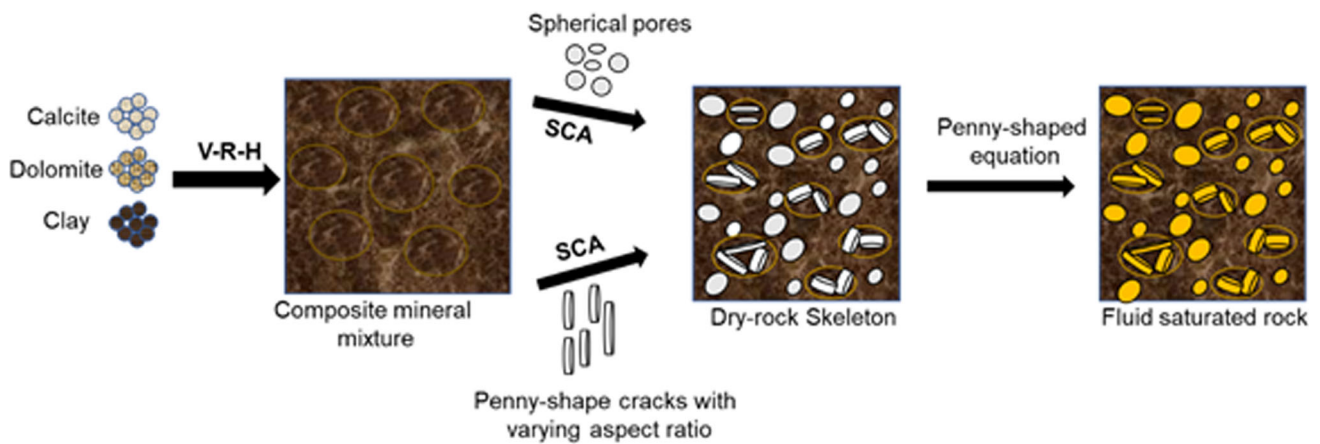 Calcite
Dolomite
Clay
V-R-H
Composite mineral
mixture
Spherical pores
SCA
SCA
Penny-shape cracks with
varying aspect ratio
Dry-rock Skeleton
Penny-shaped
equation
Fluid saturated rock